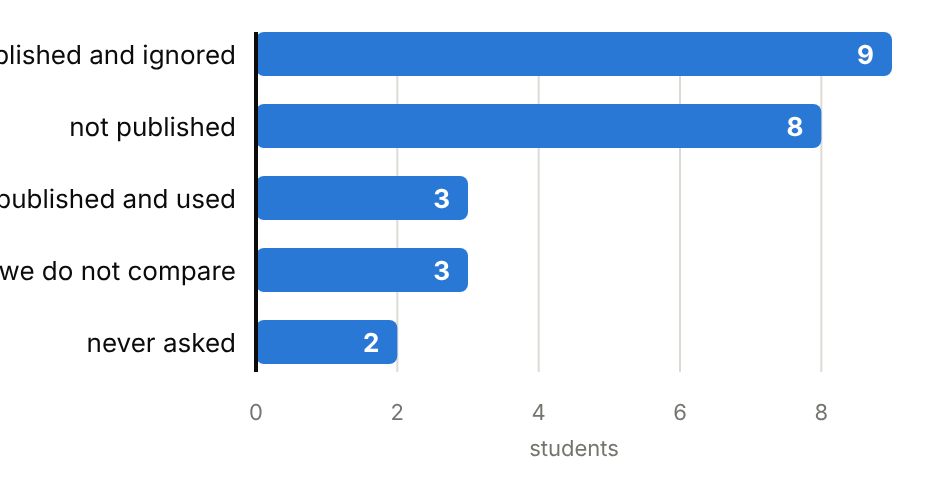 blished and ignored 9
not published 8
published and used 3
we do not compare 3
never asked 2
0 2 4 6 8
students